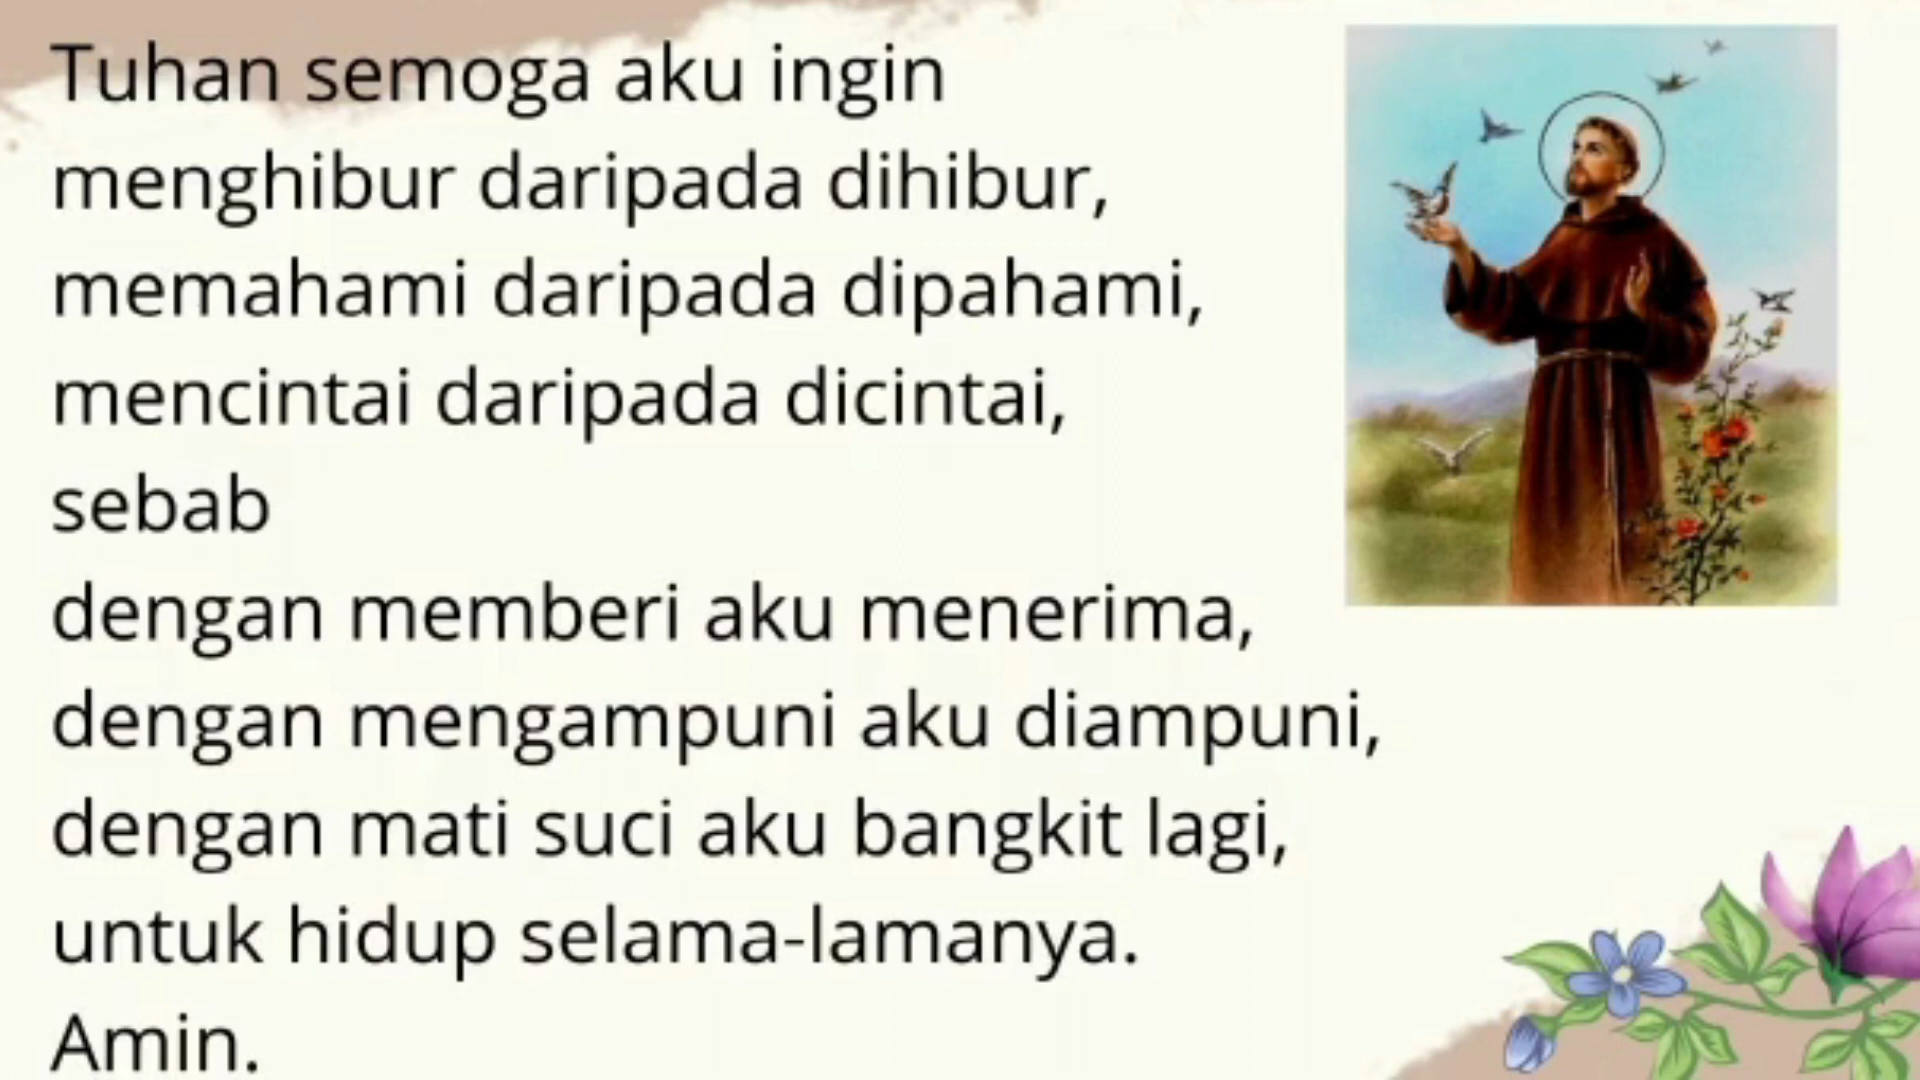 Tuhan semoga aku ingin
menghibur daripada dihibur,
memahami daripada dipahami,
mencintai daripada dicintai,
sebab
dengan memberi aku menerima,
dengan mengampuni aku diampuni,
dengan mati suci aku bangkit lagi,
untuk hidup selama-lamanya.
Amin.